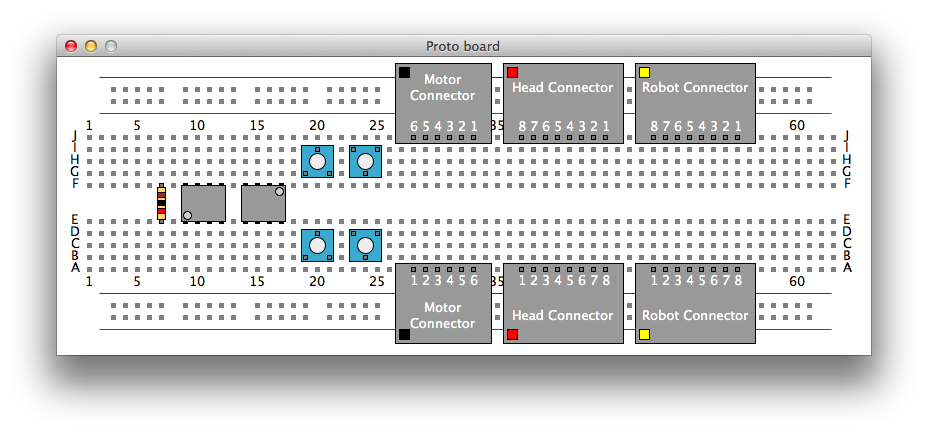 Proto board
Motor
Connector
Head Connector
Robot Connector
1 5 10 15 20 25 60
6 5 4 3 2 1
8 7 6 5 4 3 2 1
8 7 6 5 4 3 2 1
J J
I I
H H
G G
F F
E E
D D
C C
B B
A A
1 5 10 15 20 25 35 60
1 2 3 4 5 6
1 2 3 4 5 6 7 8
1 2 3 4 5 6 7 8
Motor
Connector
Head Connector
Robot Connector